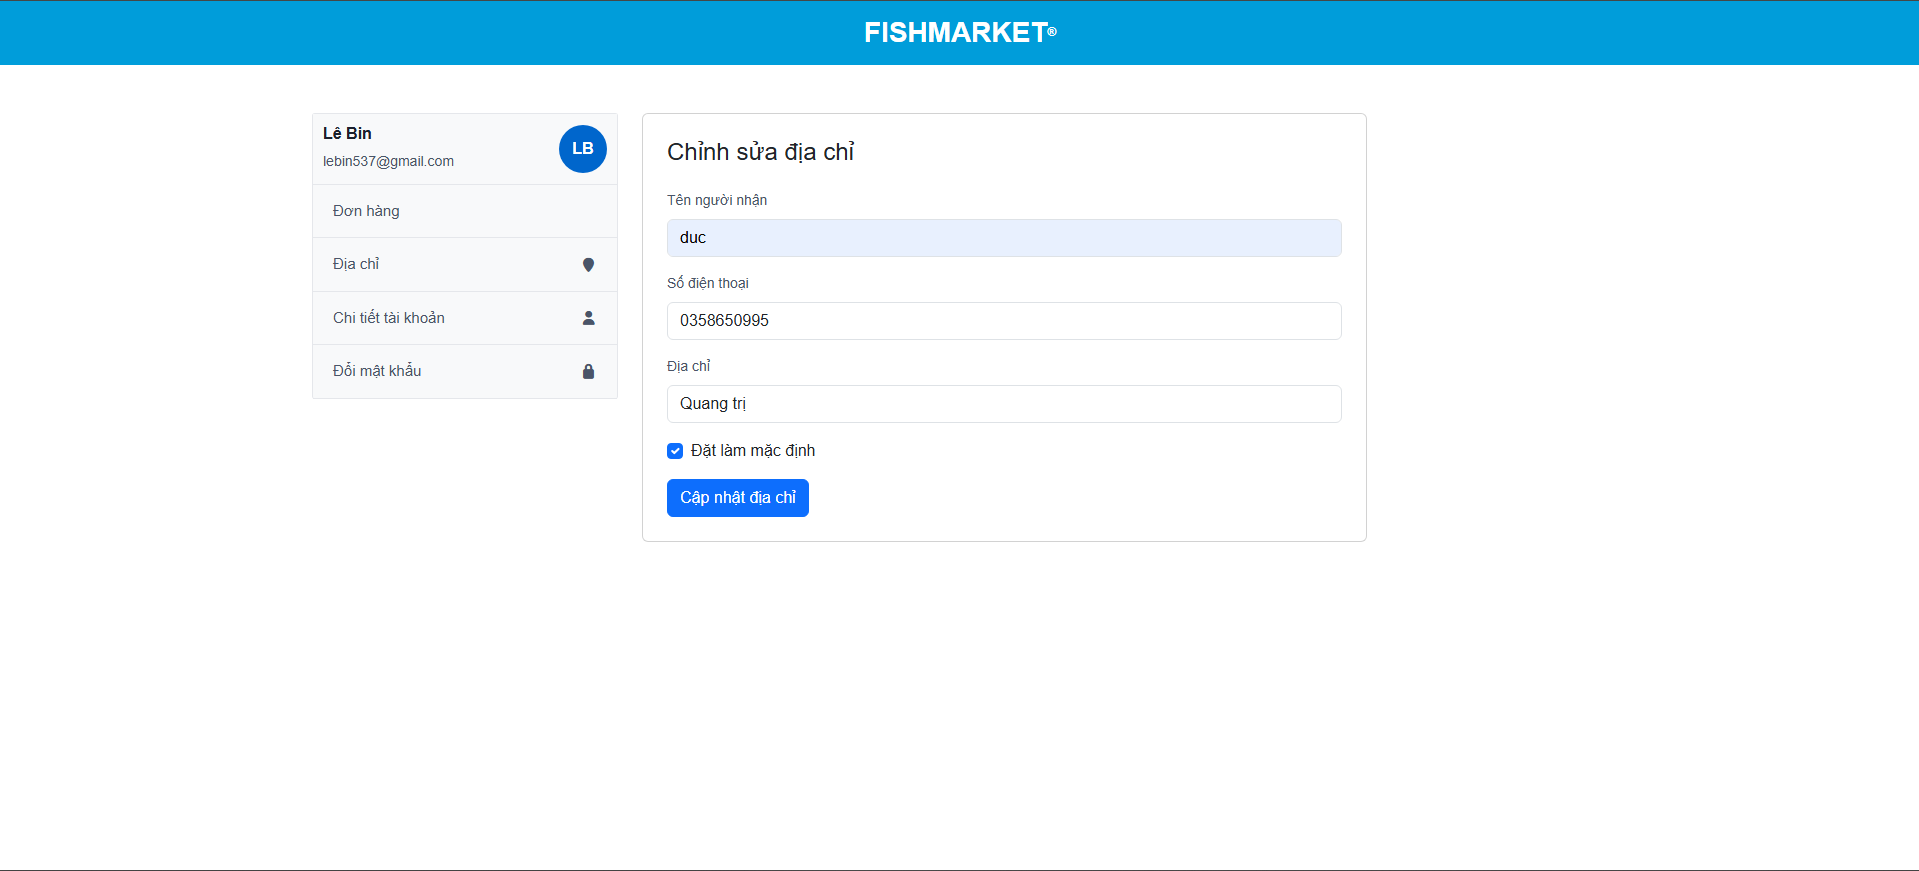 FISHMARKET®
Lê Bin
lebin537@gmail.com
LB
Đơn hàng
Địa chỉ
Chi tiết tài khoản
Đổi mật khẩu
Chỉnh sửa địa chỉ
Tên người nhận
duc
Số điện thoại
0358650995
Địa chỉ
Quang trị
Đặt làm mặc định
Cập nhật địa chỉ